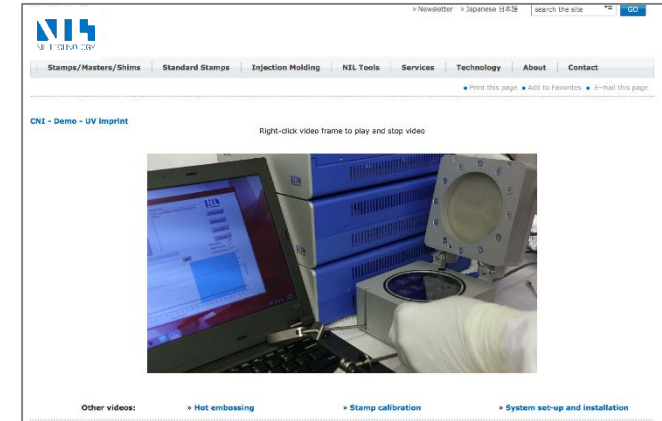 » Newsletter » Japanese 日本語 search the site GO
NIL TECHNOLOGY
Stamps/Masters/Shims Standard Stamps Injection Molding NIL Tools Services Technology About Contact
• Print this page • Add to Favorites • E-mail this page
CNI - Demo - UV imprint
Right-click video frame to play and stop video
NIL
NIL
Other videos: » Hot embossing » Stamp calibration » System set-up and installation